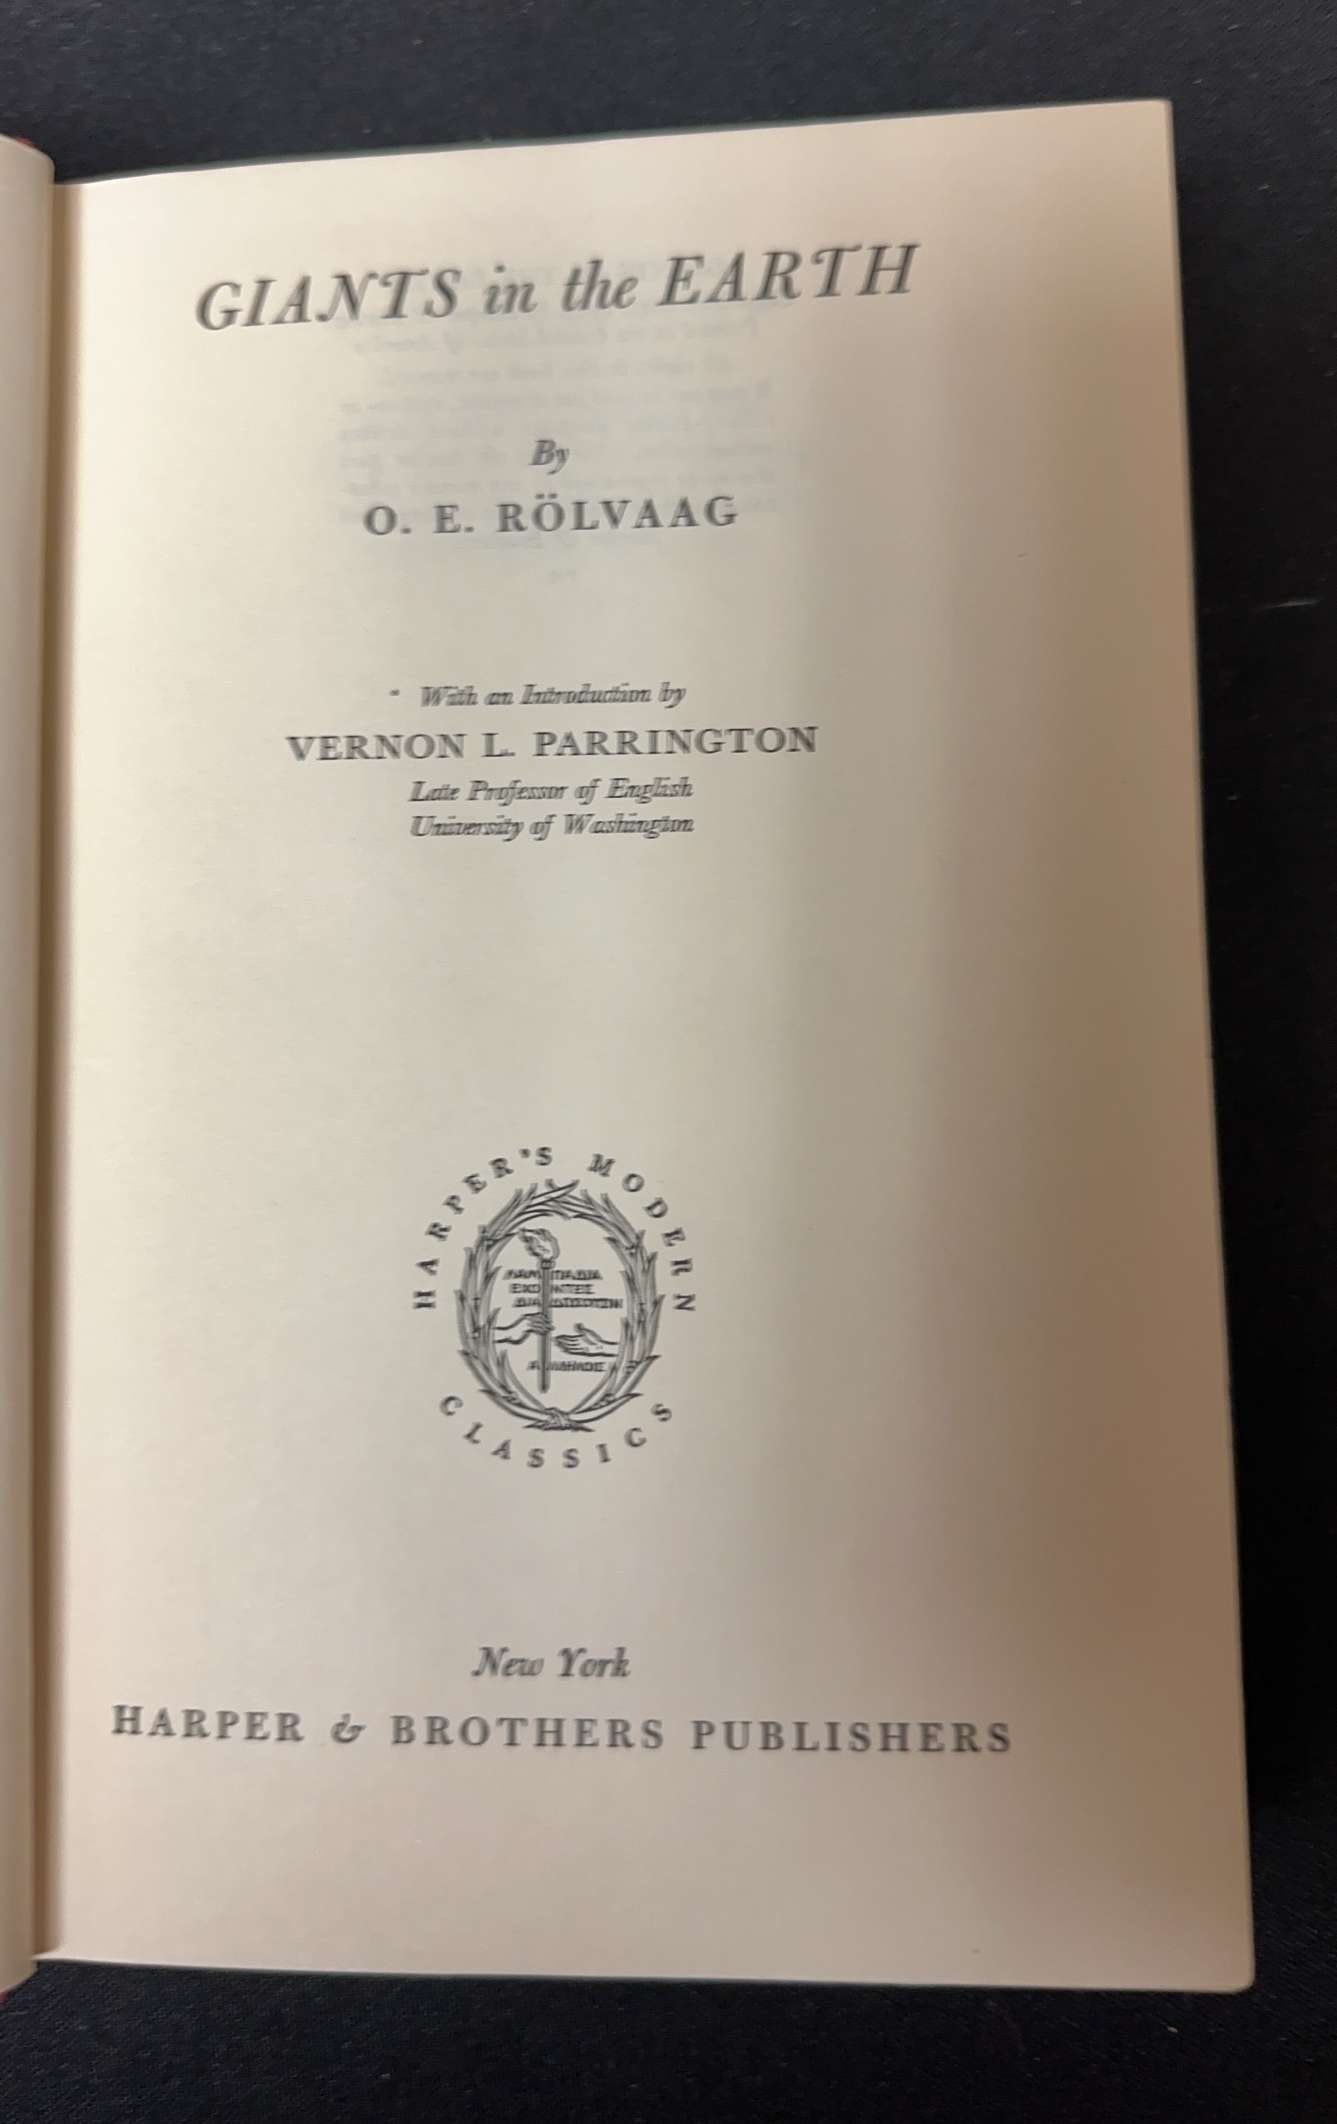 GIANTS in the EARTH
By
O. E. RÖLVAAG
With an Introduction by
VERNON L. PARRINGTON
Late Professor of English
University of Washington
HARPER'S MODERN
CLASSICS
New York
HARPER & BROTHERS PUBLISHERS